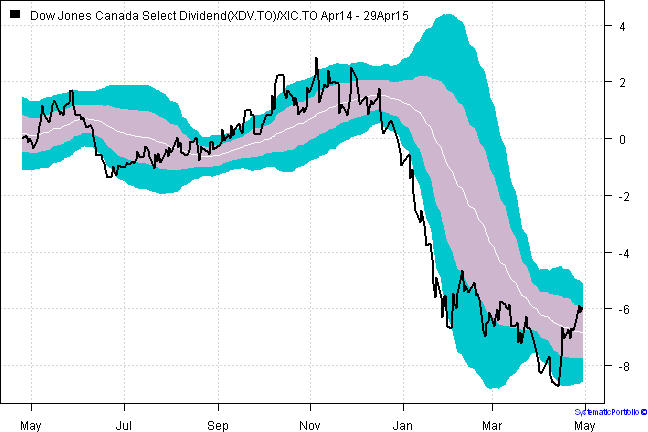 Dow Jones Canada Select Dividend(XDV.TO)/XIC.TO Apr14 - 29Apr15
4
2
0
-2
-4
-6
-8
SystematicPortfolio ©
May
Jul
Sep
Nov
Jan
Mar
May